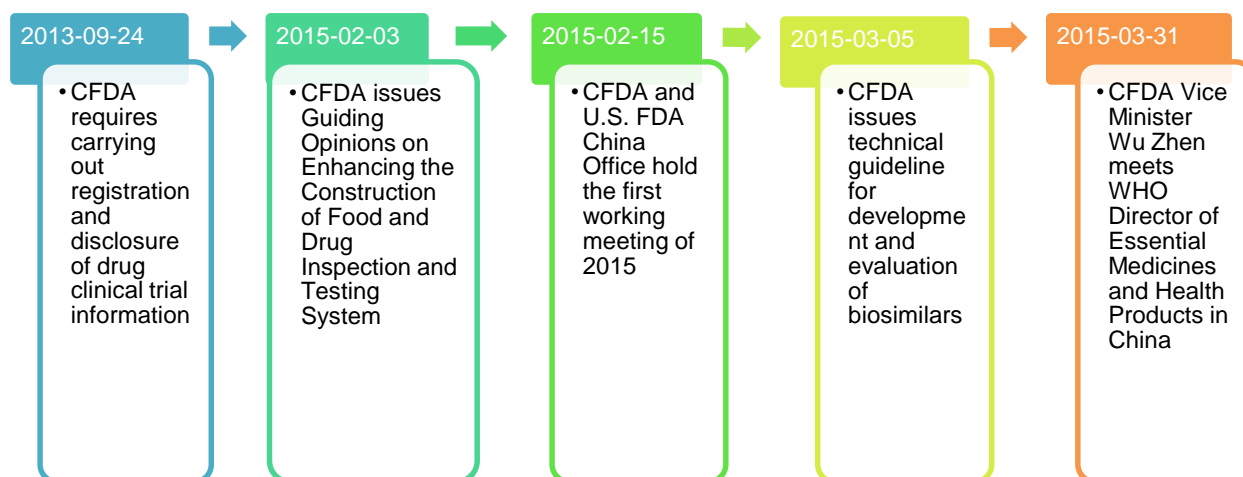 2013-09-24
• CFDA
requires
carrying
out
registration
and
disclosure
of drug
clinical trial
information
2015-02-03
• CFDA issues
Guiding
Opinions on
Enhancing the
Construction
of Food and
Drug
Inspection and
Testing
System
2015-02-15
• CFDA and
U.S. FDA
China
Office hold
the first
working
meeting of
2015
2015-03-05
• CFDA
issues
technical
guideline
for
developme
nt and
evaluation
of
biosimilars
2015-03-31
• CFDA Vice
Minister
Wu Zhen
meets
WHO
Director of
Essential
Medicines
and Health
Products in
China